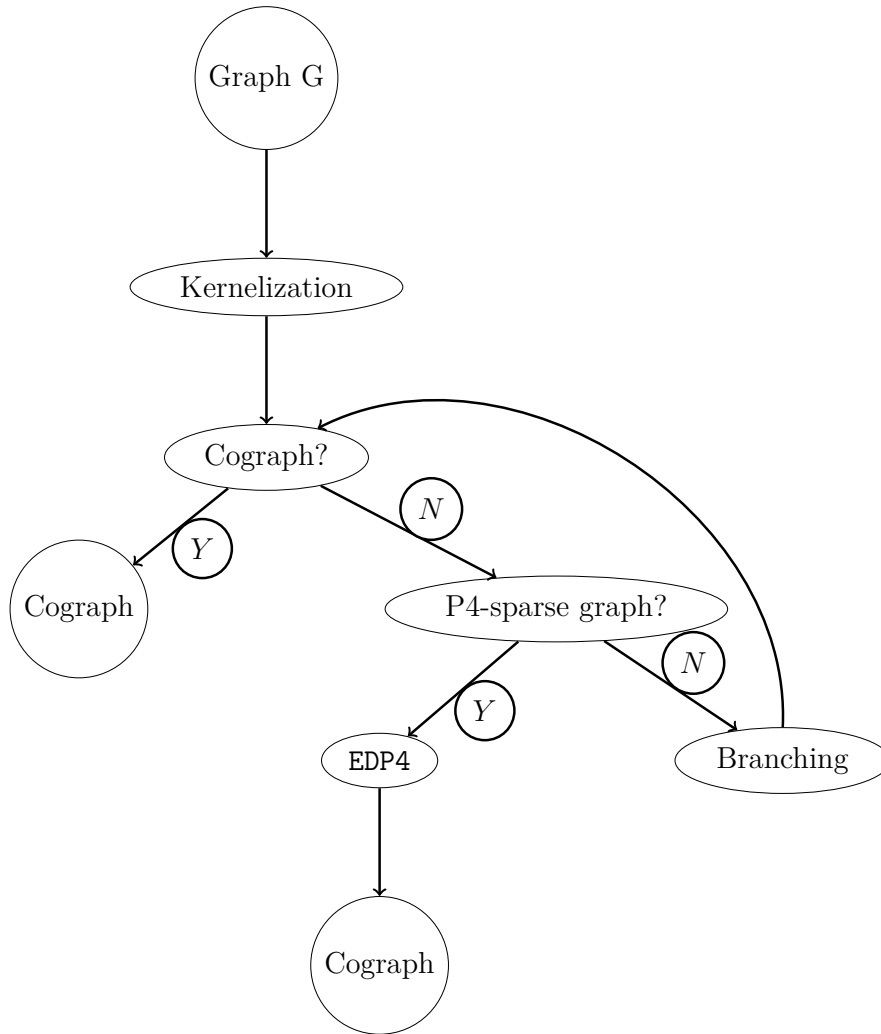 Graph G
Kernelization
Cograph?
N
Y
Cograph
P4-sparse graph?
N
Y
EDP4
Branching
Cograph